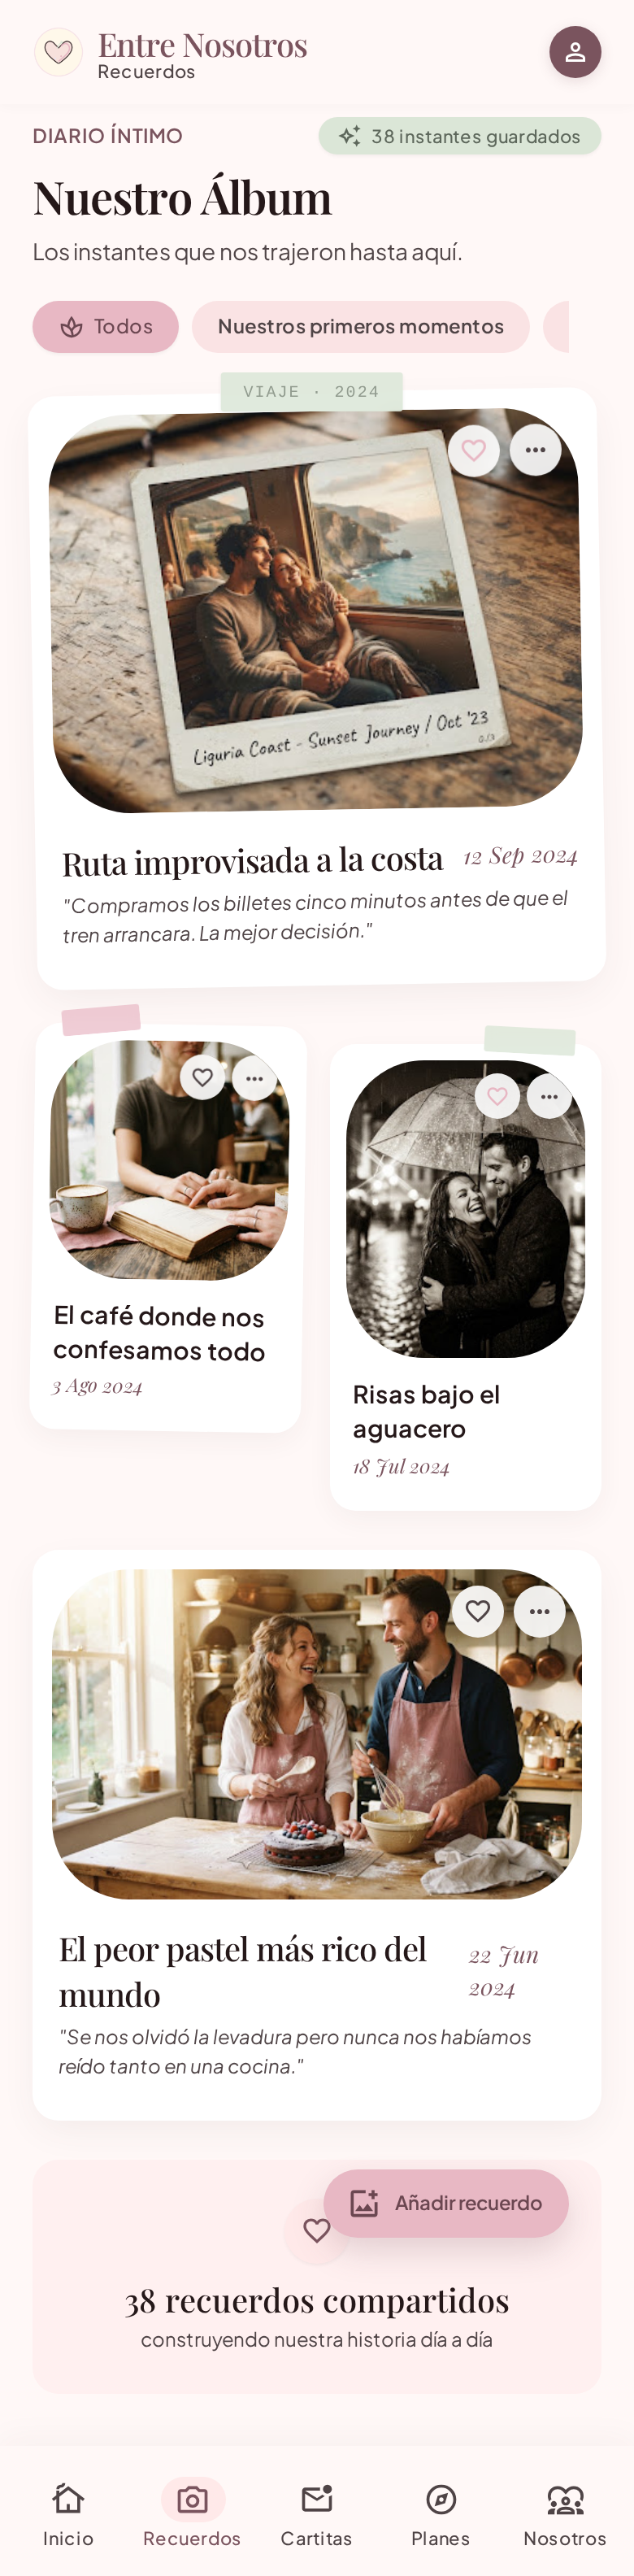 Entre Nosotros
Recuerdos
DIARIO ÍNTIMO
38 instantes guardados
Nuestro Álbum
Los instantes que nos trajeron hasta aquí.
Todos
Nuestros primeros momentos
VIAJE · 2024
Liguria Coast - Sunset Journey / Oct '23
Ruta improvisada a la costa
12 Sep 2024
"Compramos los billetes cinco minutos antes de que el
tren arrancara. La mejor decisión."
El café donde nos
confesamos todo
3 Ago 2024
Risas bajo el
aguacero
18 Jul 2024
El peor pastel más rico del
mundo
22 Jun
2024
"Se nos olvidó la levadura pero nunca nos habíamos
reído tanto en una cocina."
Añadir recuerdo
38 recuerdos compartidos
construyendo nuestra historia día a día
Inicio
Recuerdos
Cartitas
Planes
Nosotros